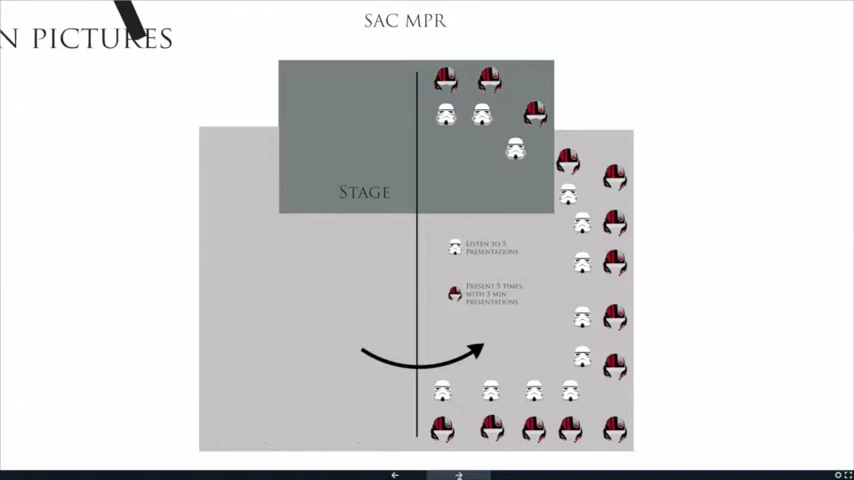 SAC MPR
N PICTURES
STAGE
LISTEN TO 5
PRESENTATIONS
PRESENT 5 TIMES
WITH 5 MIN
PRESENTATIONS